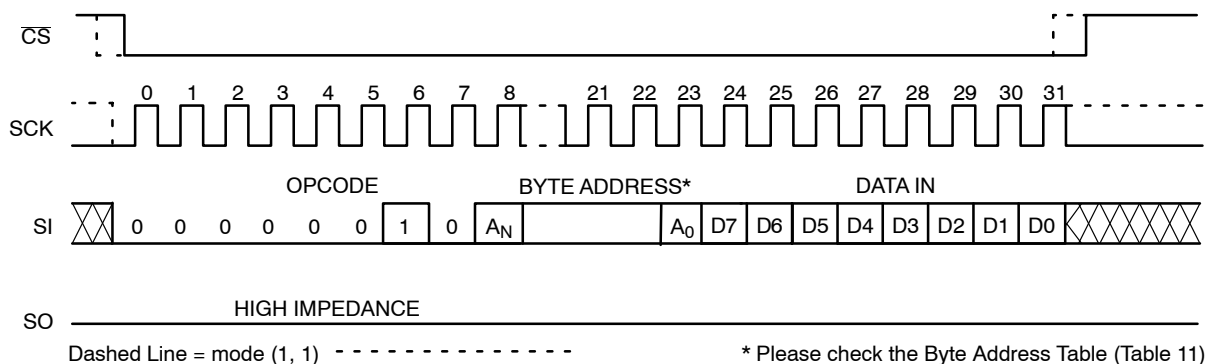 CS
0 1 2 3 4 5 6 7 8 21 22 23 24 25 26 27 28 29 30 31
SCK
OPCODE BYTE ADDRESS* DATA IN
SI 0 0 0 0 0 0 1 0 AN A0 D7 D6 D5 D4 D3 D2 D1 D0
HIGH IMPEDANCE
SO
Dashed Line = mode (1, 1) * Please check the Byte Address Table (Table 11)